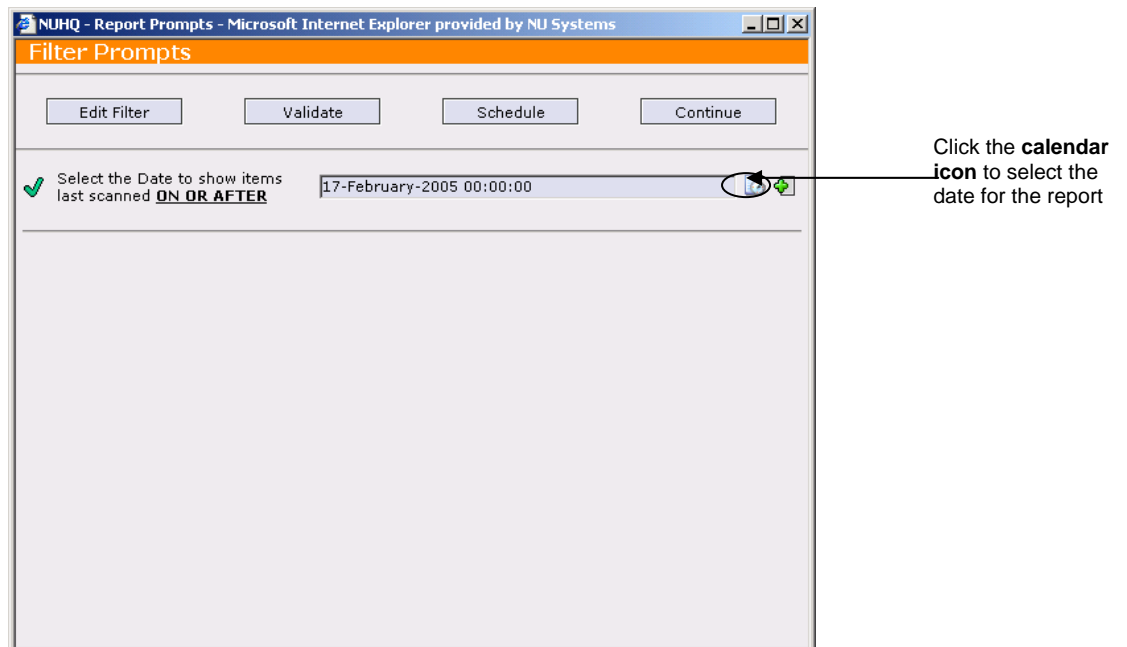 NUHQ - Report Prompts - Microsoft Internet Explorer provided by NU Systems
Filter Prompts
Edit Filter Validate Schedule Continue
Select the Date to show items
last scanned ON OR AFTER
17-February-2005 00:00:00
Click the calendar
icon to select the
date for the report